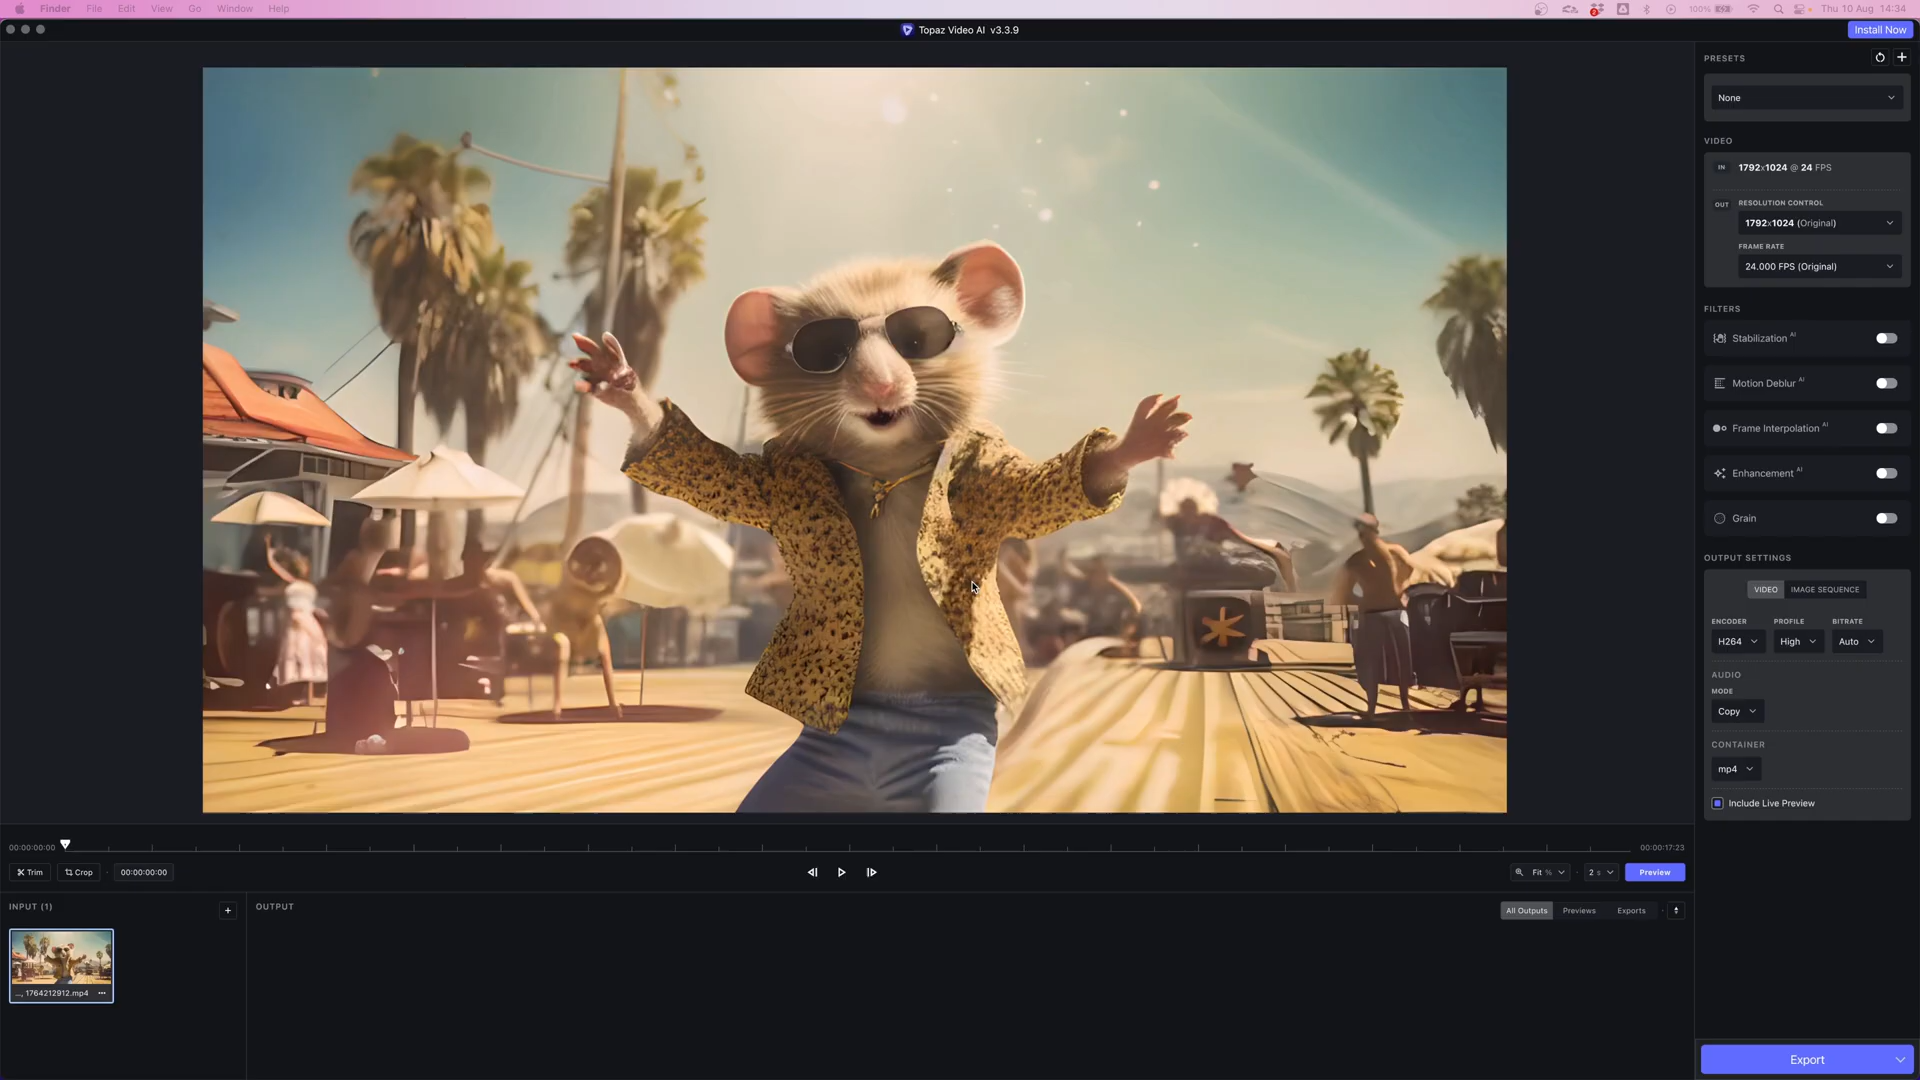 Finder File Edit View Go Window Help
2 100% Thu 10 Aug 14:34
Topaz Video AI v3.3.9
Install Now
PRESETS
None
VIDEO
IN 1792x1024 @ 24 FPS
OUT RESOLUTION CONTROL
1792x1024 (Original)
FRAME RATE
24.000 FPS (Original)
FILTERS
Stabilization AI
Motion Deblur AI
Frame Interpolation AI
Enhancement AI
Grain
OUTPUT SETTINGS
VIDEO IMAGE SEQUENCE
ENCODER PROFILE BITRATE
H264 High Auto
AUDIO
MODE
Copy
CONTAINER
mp4
Include Live Preview
00:00:00:00 00:00:17:23
Trim Crop 00:00:00:00
Fit % 2 s Preview
INPUT (1) OUTPUT
All Outputs Previews Exports
..., 1764212912.mp4 ...
Export